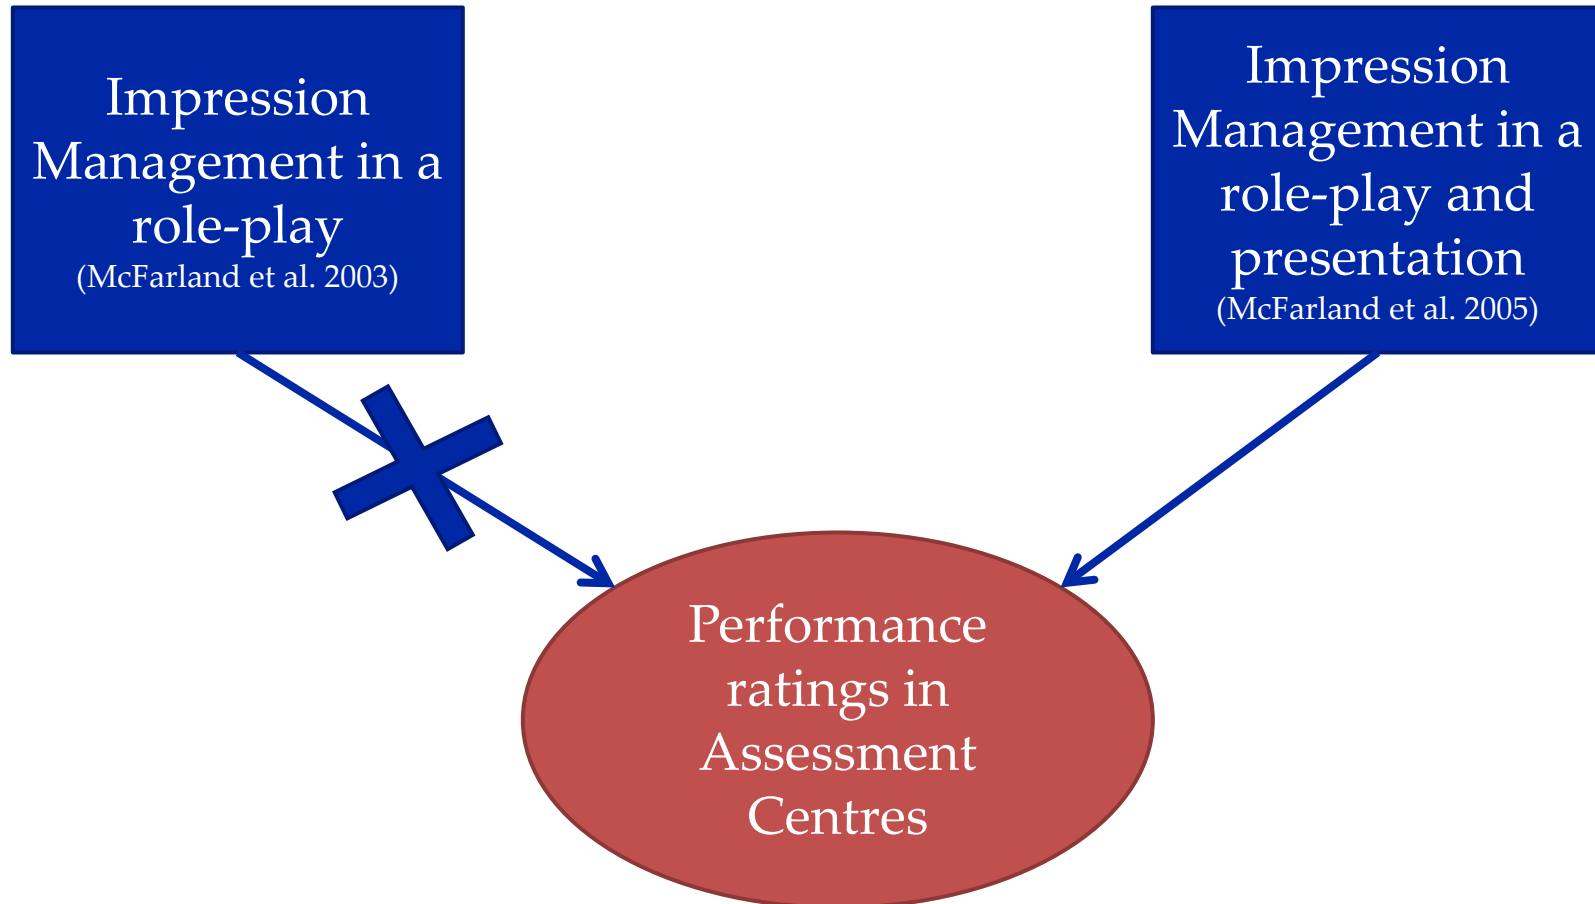 Impression
Management in a
role-play
(McFarland et al. 2003)
Impression
Management in a
role-play and
presentation
(McFarland et al. 2005)
Performance
ratings in
Assessment
Centres